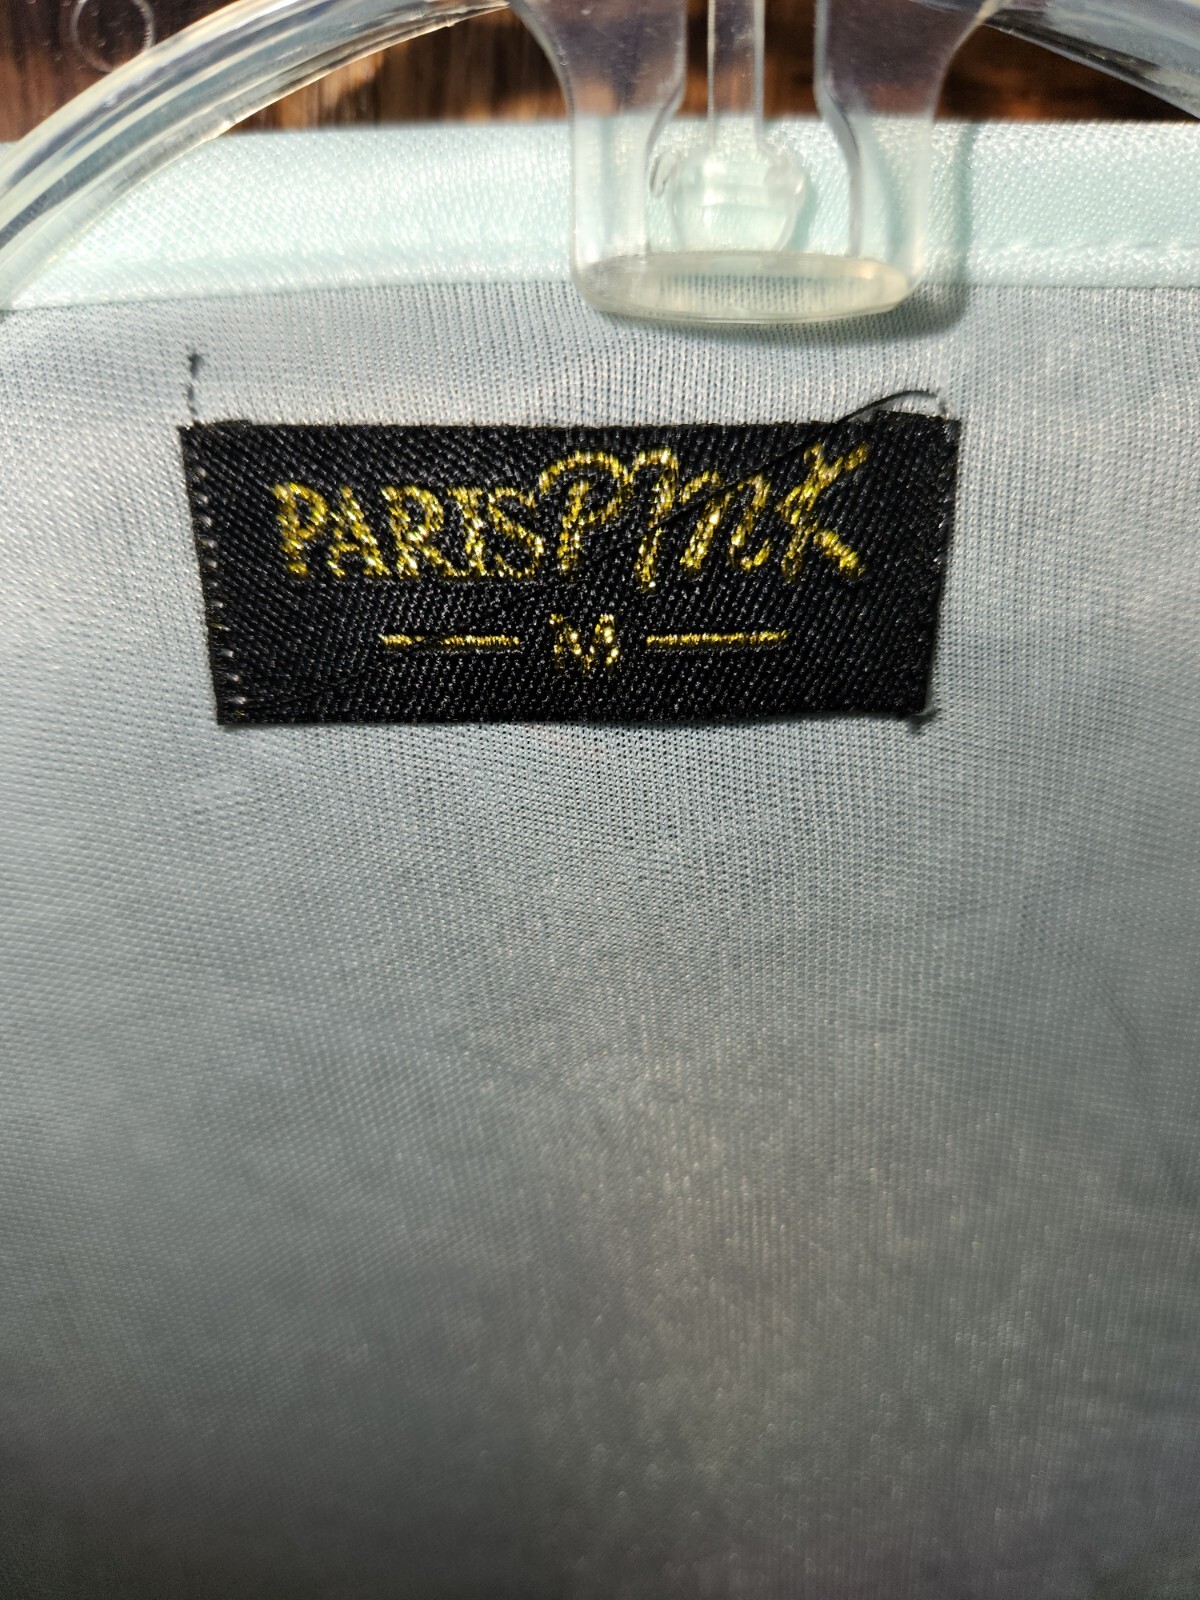 PARIS Pink
— M —